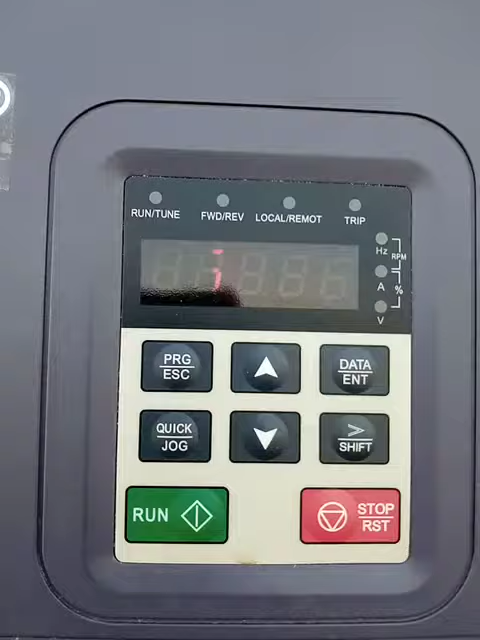 RUN/TUNE FWD/REV LOCAL/REMOT TRIP
Hz
RPM
A
%
V
PRG
ESC
DATA
ENT
QUICK
JOG
>
SHIFT
RUN
STOP
RST